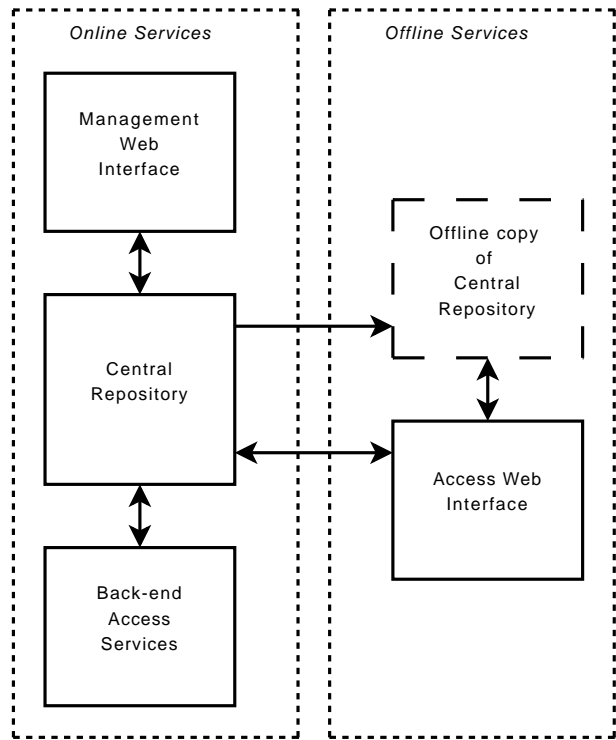 Online Services
Offline Services
Management
Web
Interface
Offline copy
of
Central
Repository
Central
Repository
Access Web
Interface
Back-end
Access
Services